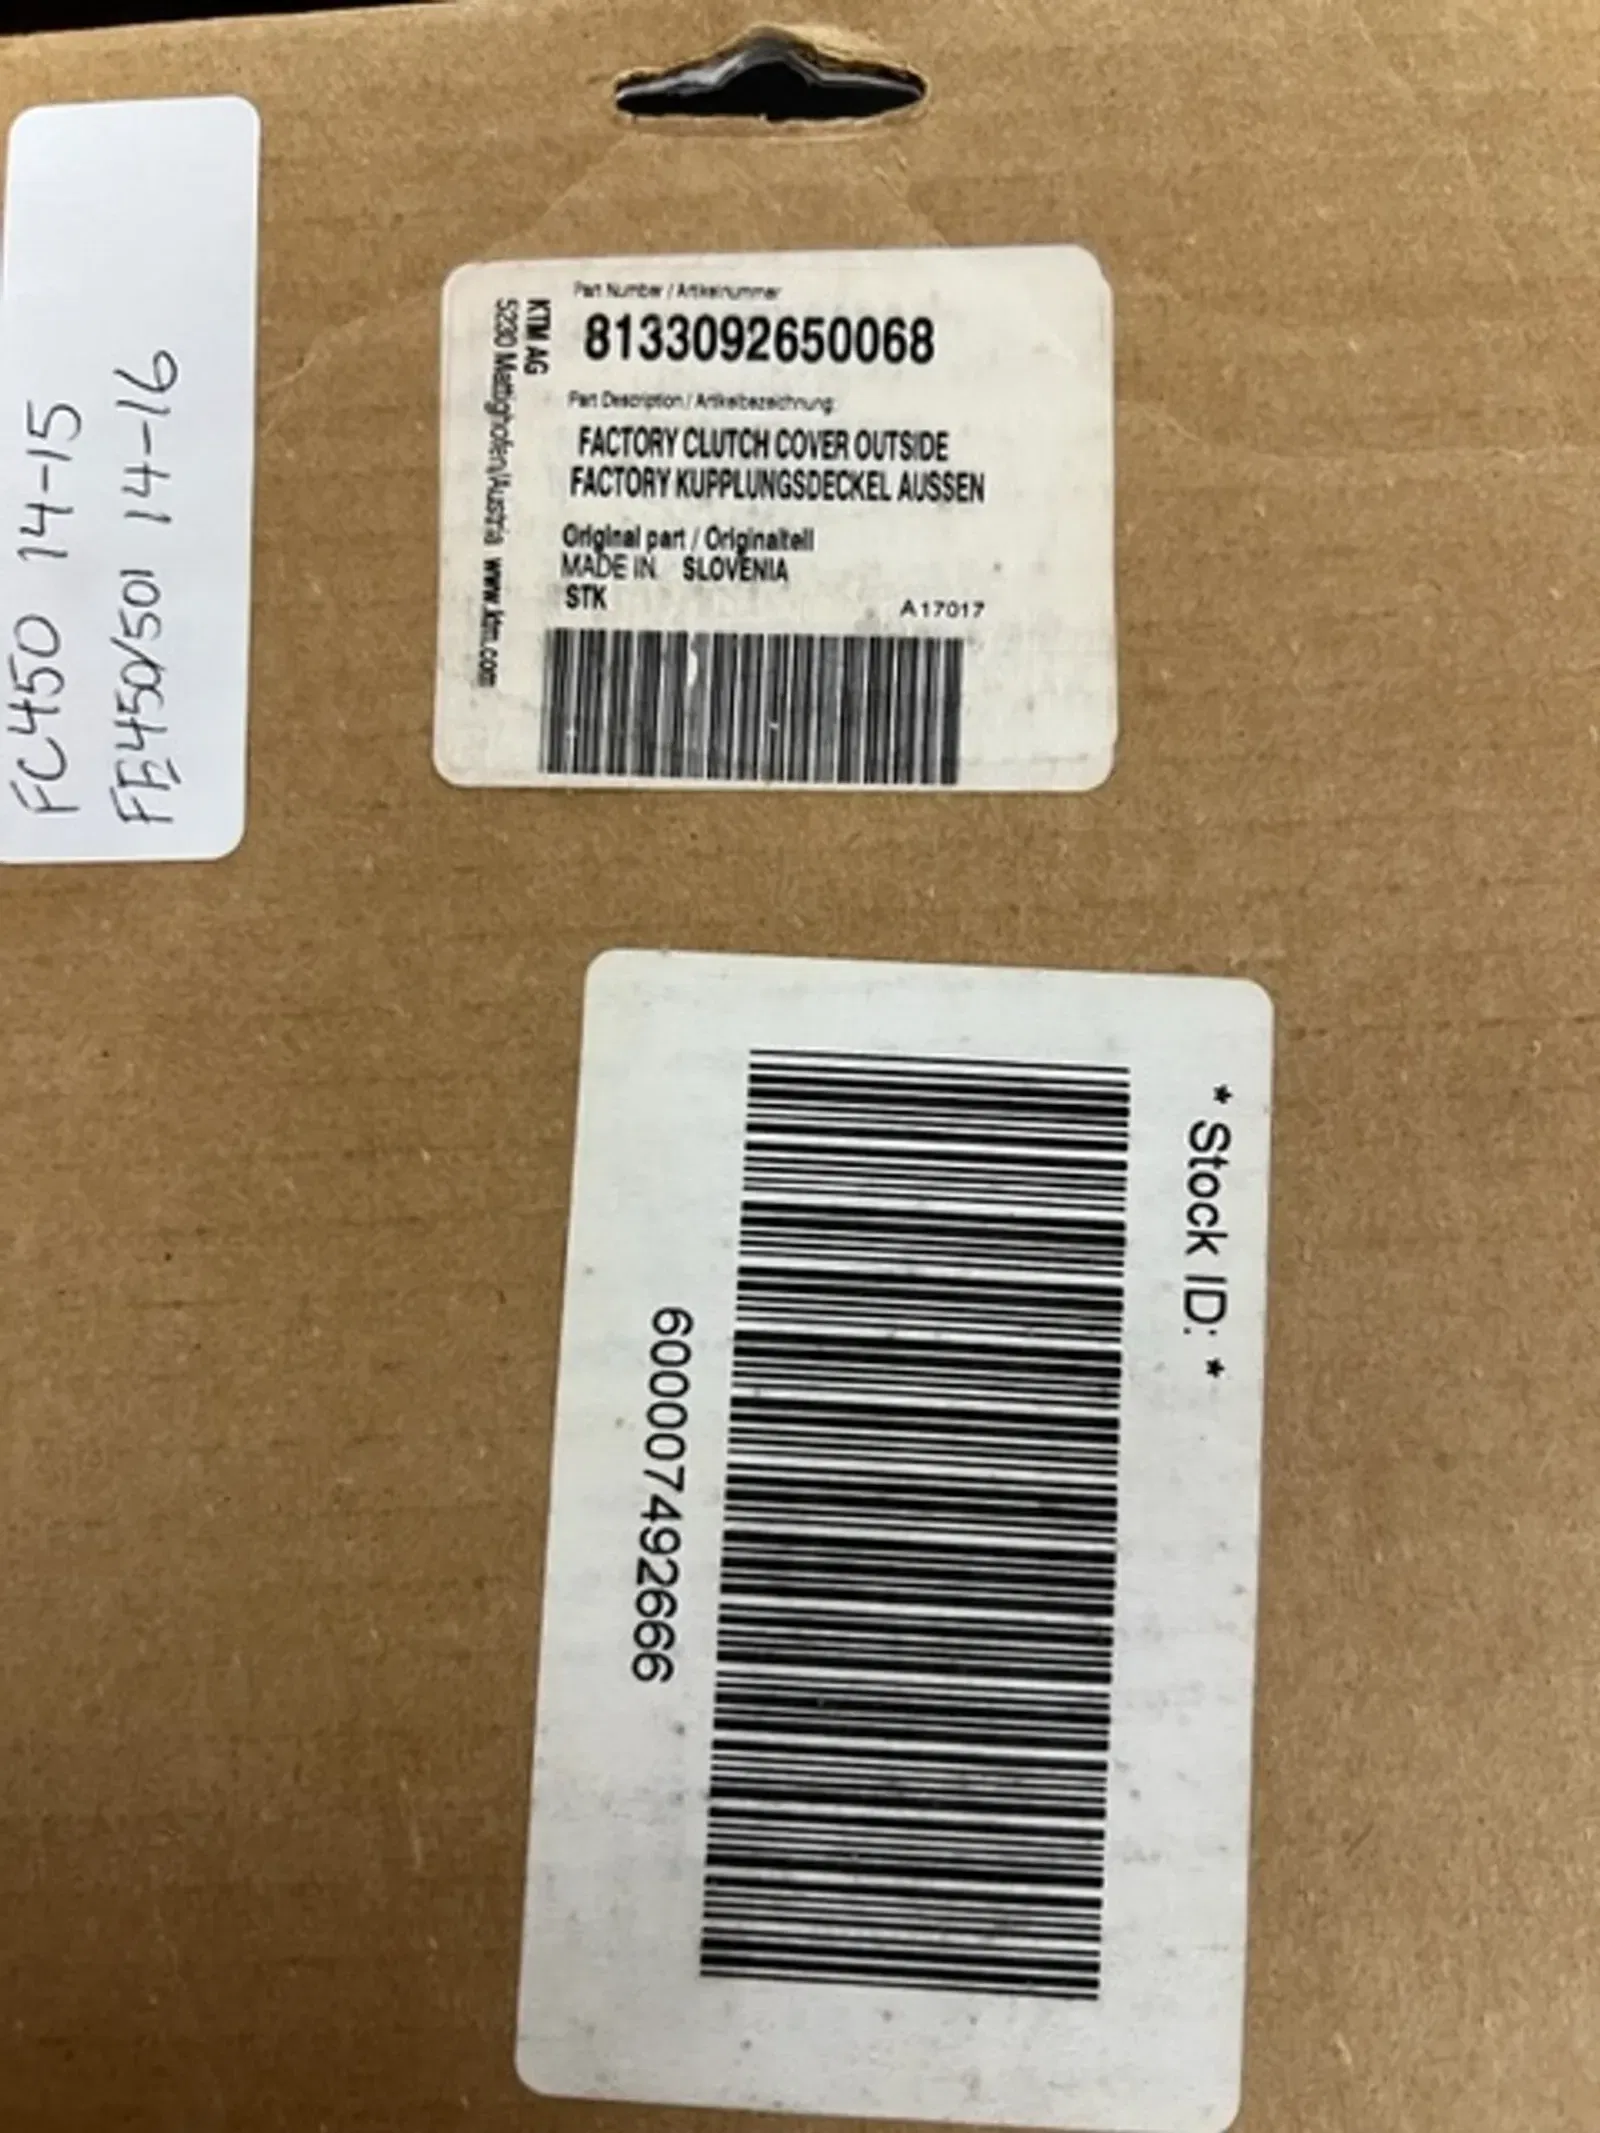 FC450 14-15
FE450/501 14-16
Part Number / Artikelnummer
8133092650068
Part Description / Artikelbezeichnung:
FACTORY CLUTCH COVER OUTSIDE
FACTORY KUPPLUNGSDECKEL AUSSEN
Original part / Originalteil
MADE IN SLOVENIA
STK A17017
KTM AG
5230 Mattighofen/Austria www.ktm.com
* Stock ID: *
60007492666